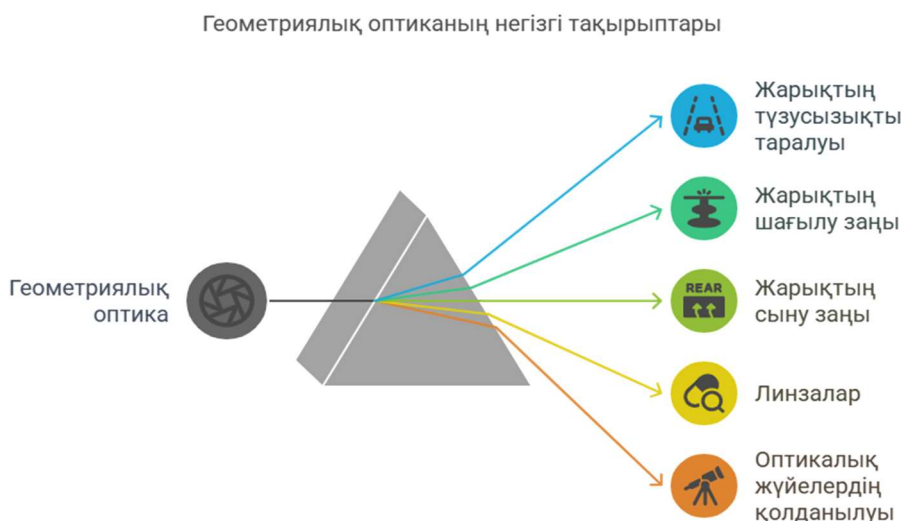 Геометриялық оптиканың негізгі тақырыптары
Геометриялық
оптика
Жарықтың
түзусызықты
таралуы
Жарықтың
шағылу заңы
REAR
Жарықтың
сыну заңы
Линзалар
Оптикалық
жүйелердің
қолданылуы